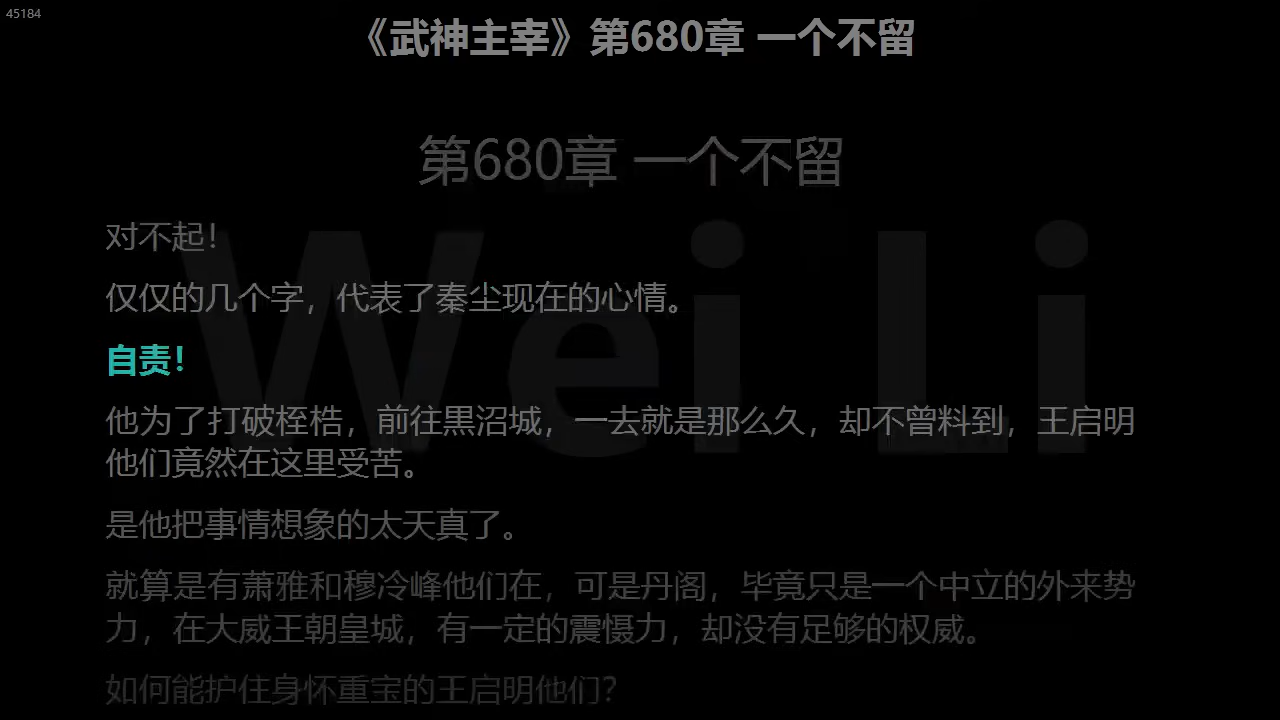 45184
《武神主宰》第680章 一个不留
第680章 一个不留
对不起！
仅仅的几个字，代表了秦尘现在的心情。
自责！
他为了打破桎梏，前往黑沼城，一去就是那么久，却不曾料到，王启明
他们竟然在这里受苦。
是他把事情想象的太天真了。
就算是有萧雅和穆冷峰他们在，可是丹阁，毕竟只是一个中立的外来势
力，在大威王朝皇城，有一定的震慑力，却没有足够的权威。
如何能护住身怀重宝的王启明他们？
Wei Li